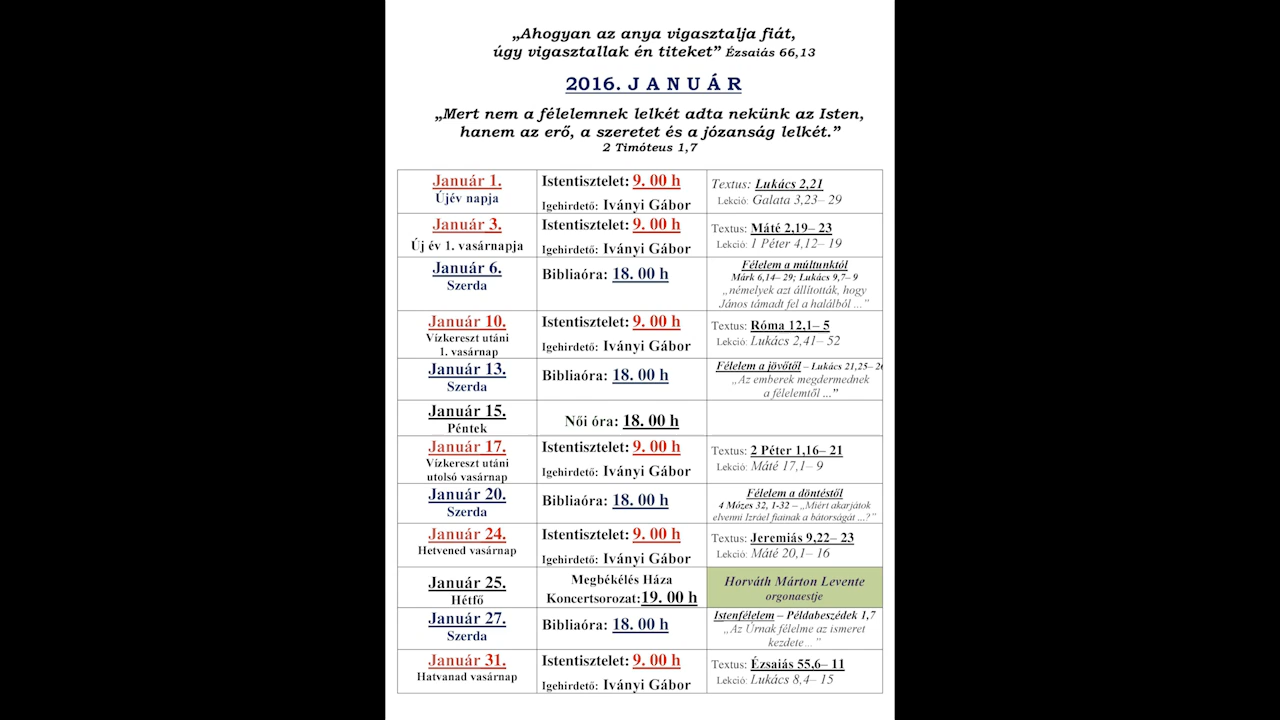 „Ahogyan az anya vigasztalja fiát,
úgy vigasztallak én titeket” Ézsaiás 66,13
2016. J A N U Á R
„Mert nem a félelemnek lelkét adta nekünk az Isten,
hanem az erő, a szeretet és a józanság lelkét.”
2 Timóteus 1,7
Január 1.
Újév napja
Istentisztelet: 9. 00 h
Igehirdető: Iványi Gábor
Textus: Lukács 2,21
Lekció: Galata 3,23– 29
Január 3.
Új év 1. vasárnapja
Istentisztelet: 9. 00 h
Igehirdető: Iványi Gábor
Textus: Máté 2,19– 23
Lekció: 1 Péter 4,12– 19
Január 6.
Szerda
Bibliaóra: 18. 00 h
Félelem a múltunktól
Márk 6,14– 29; Lukács 9,7– 9
„némelyek azt állították, hogy
János támadt fel a halálból ...”
Január 10.
Vízkereszt utáni
1. vasárnap
Istentisztelet: 9. 00 h
Igehirdető: Iványi Gábor
Textus: Róma 12,1– 5
Lekció: Lukács 2,41– 52
Január 13.
Szerda
Bibliaóra: 18. 00 h
Félelem a jövőtől – Lukács 21,25– 26
„Az emberek megdermednek
a félelemtől ...”
Január 15.
Péntek
Női óra: 18. 00 h
Január 17.
Vízkereszt utáni
utolsó vasárnap
Istentisztelet: 9. 00 h
Igehirdető: Iványi Gábor
Textus: 2 Péter 1,16– 21
Lekció: Máté 17,1– 9
Január 20.
Szerda
Bibliaóra: 18. 00 h
Félelem a döntéstől
4 Mózes 32, 1-32 – „Miért akarjátok
elvenni Izráel fiainak a bátorságát ...?”
Január 24.
Hetvened vasárnap
Istentisztelet: 9. 00 h
Igehirdető: Iványi Gábor
Textus: Jeremiás 9,22– 23
Lekció: Máté 20,1– 16
Január 25.
Hétfő
Megbékélés Háza
Koncertsorozat:19. 00 h
Horváth Márton Levente
orgonaestje
Január 27.
Szerda
Bibliaóra: 18. 00 h
Istenfélelem – Példabeszédek 1,7
„Az Úrnak félelme az ismeret
kezdete...”
Január 31.
Hatvanad vasárnap
Istentisztelet: 9. 00 h
Igehirdető: Iványi Gábor
Textus: Ézsaiás 55,6– 11
Lekció: Lukács 8,4– 15